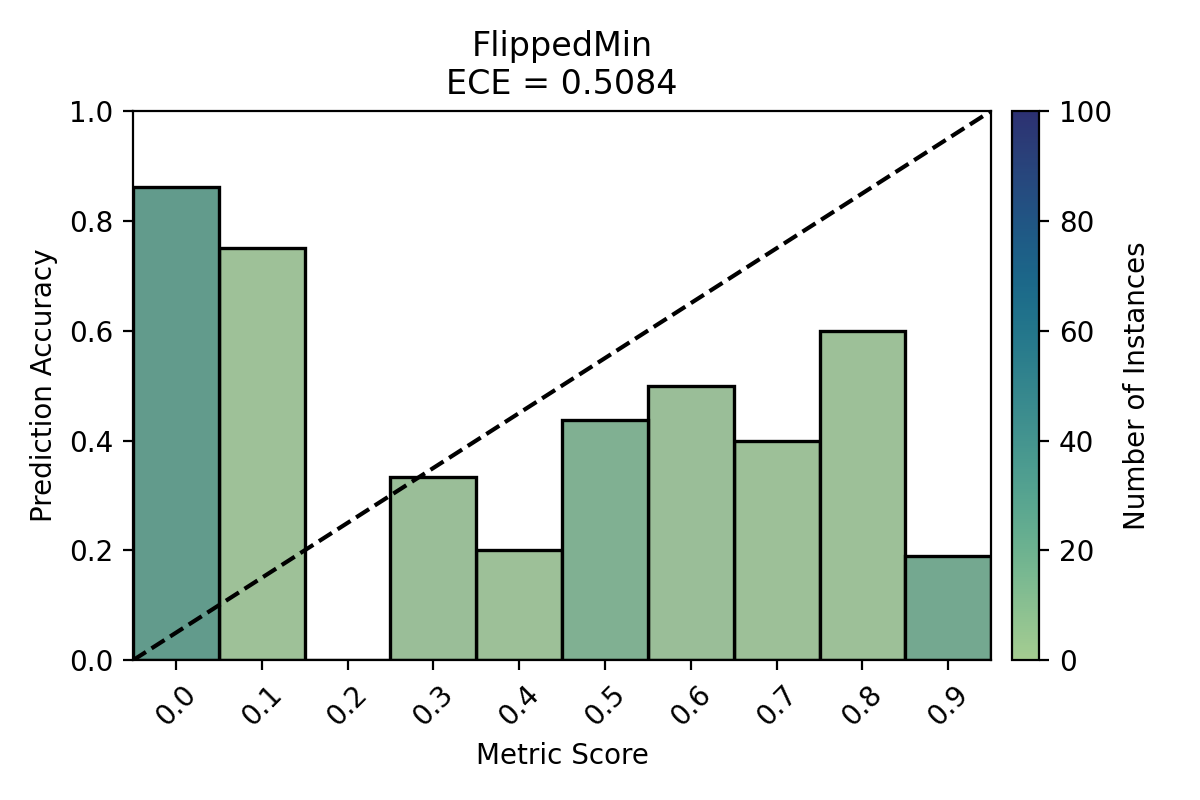 FlippedMin
ECE = 0.5084
1.0
0.8
0.6
0.4
0.2
0.0
Prediction Accuracy
0.0 0.1 0.2 0.3 0.4 0.5 0.6 0.7 0.8 0.9
Metric Score
100
80
60
40
20
0
Number of Instances